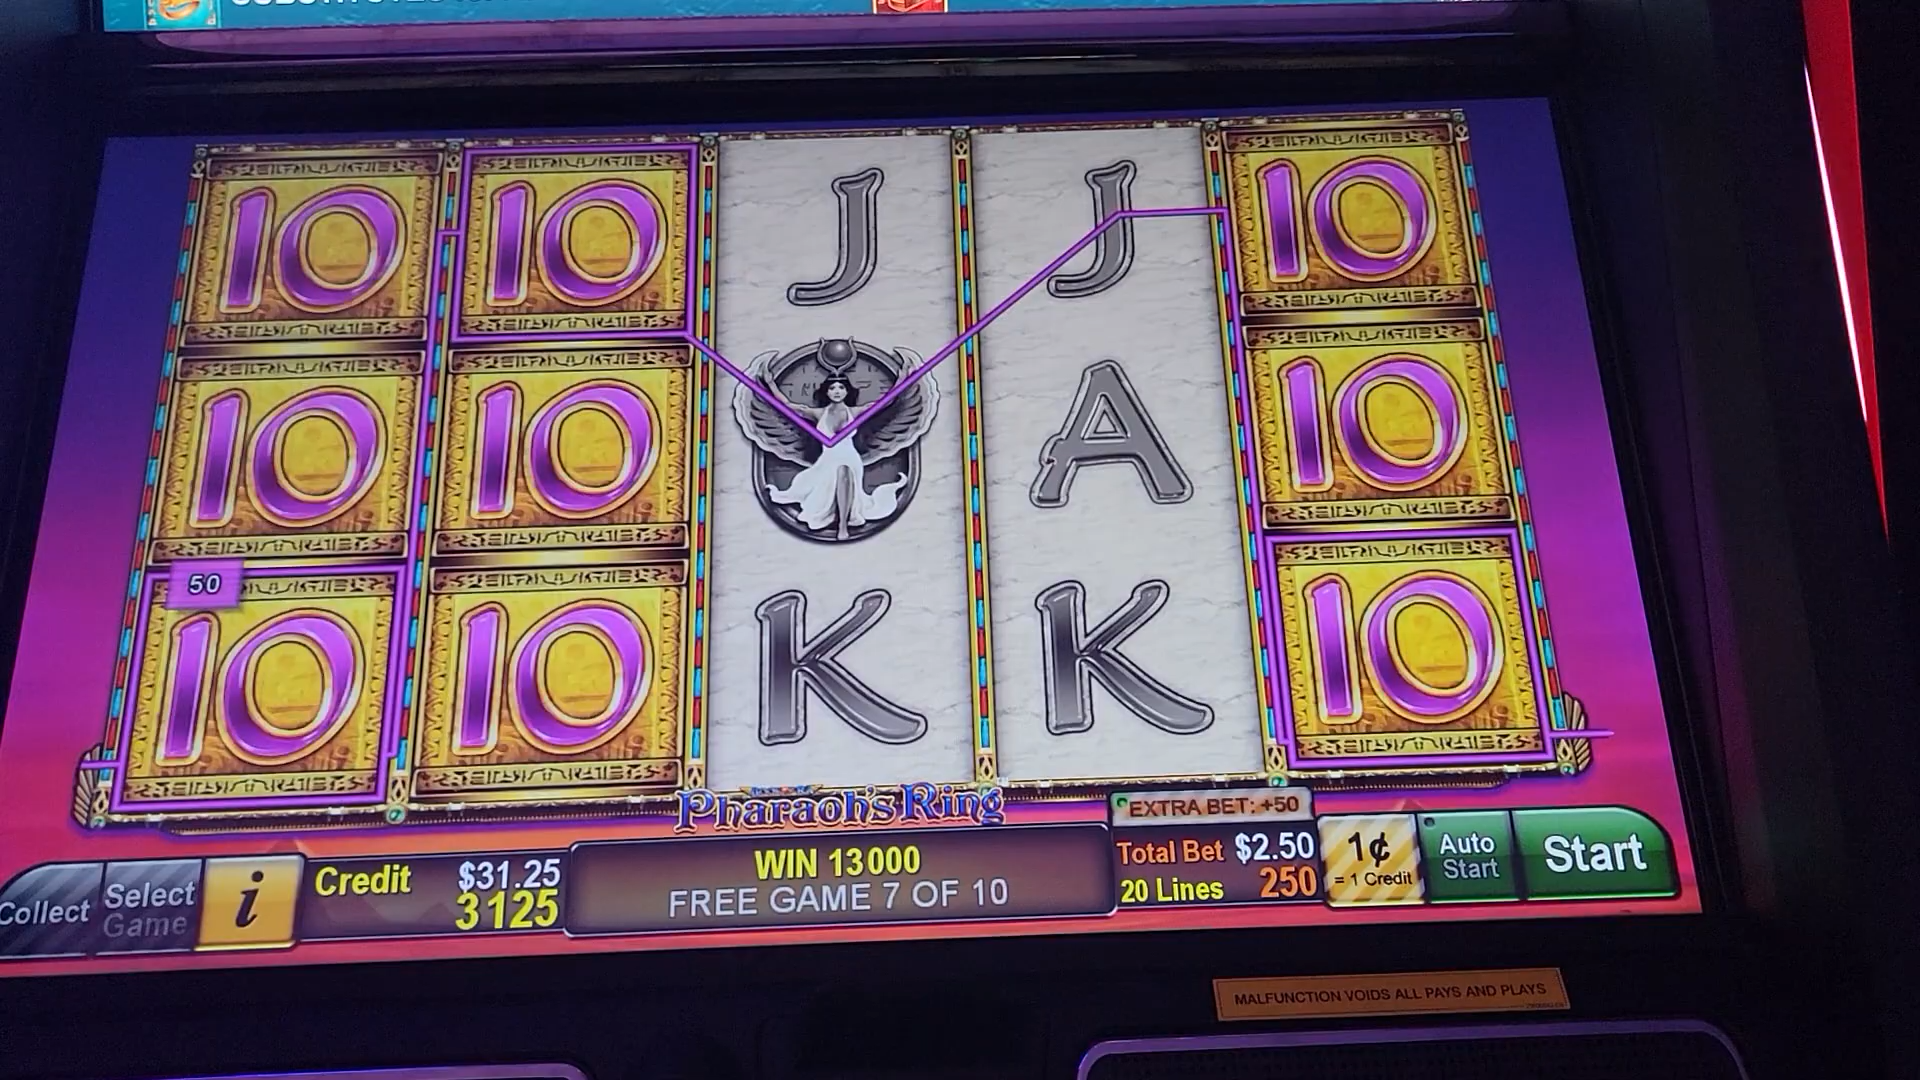 10 10 J J 10
10 10 A 10
50
10 10 K K 10
Pharaoh's Ring
EXTRA BET: +50
Collect
Select
Game
i
Credit $31.25
3125
WIN 13000
FREE GAME 7 OF 10
Total Bet $2.50
20 Lines 250
1¢
= 1 Credit
Auto
Start
Start
MALFUNCTION VOIDS ALL PAYS AND PLAYS